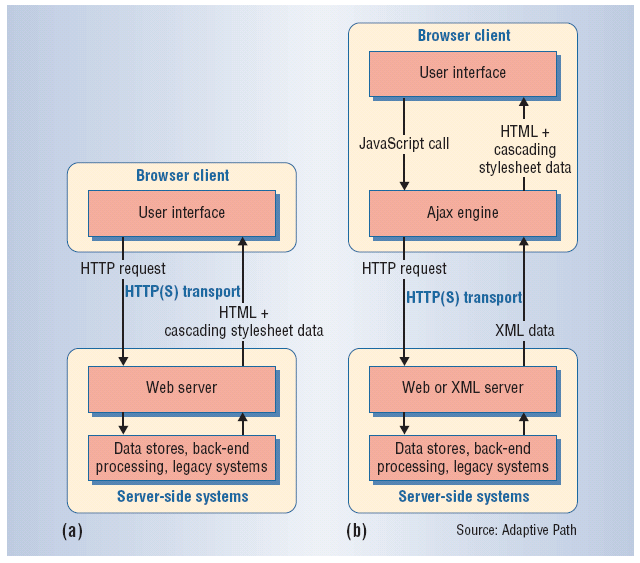 Browser client
User interface
HTTP request
HTTP(S) transport
HTML +
cascading stylesheet data
Web server
Data stores, back-end
processing, legacy systems
Server-side systems
(a)
Browser client
User interface
JavaScript call
HTML +
cascading
stylesheet data
Ajax engine
HTTP request
HTTP(S) transport
XML data
Web or XML server
Data stores, back-end
processing, legacy systems
Server-side systems
(b)
Source: Adaptive Path